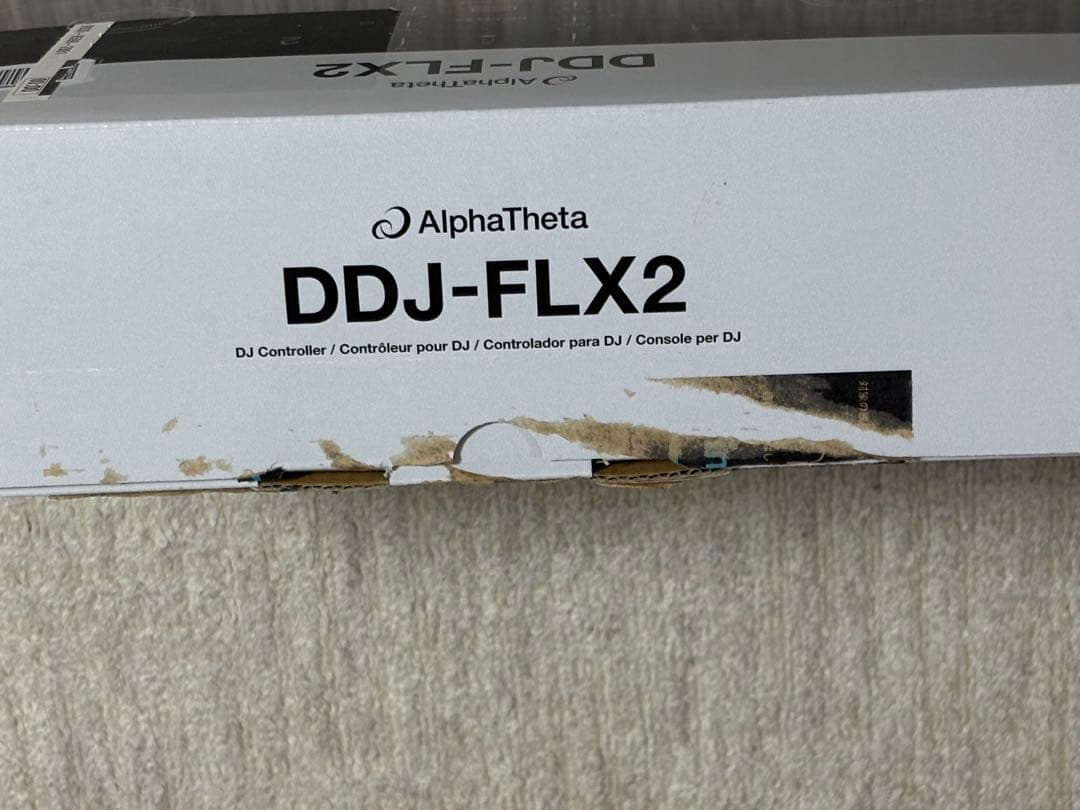 DDJ-FLX2
AlphaTheta
AlphaTheta
DDJ-FLX2
DJ Controller / Contrôleur pour DJ / Controlador para DJ / Console per DJ